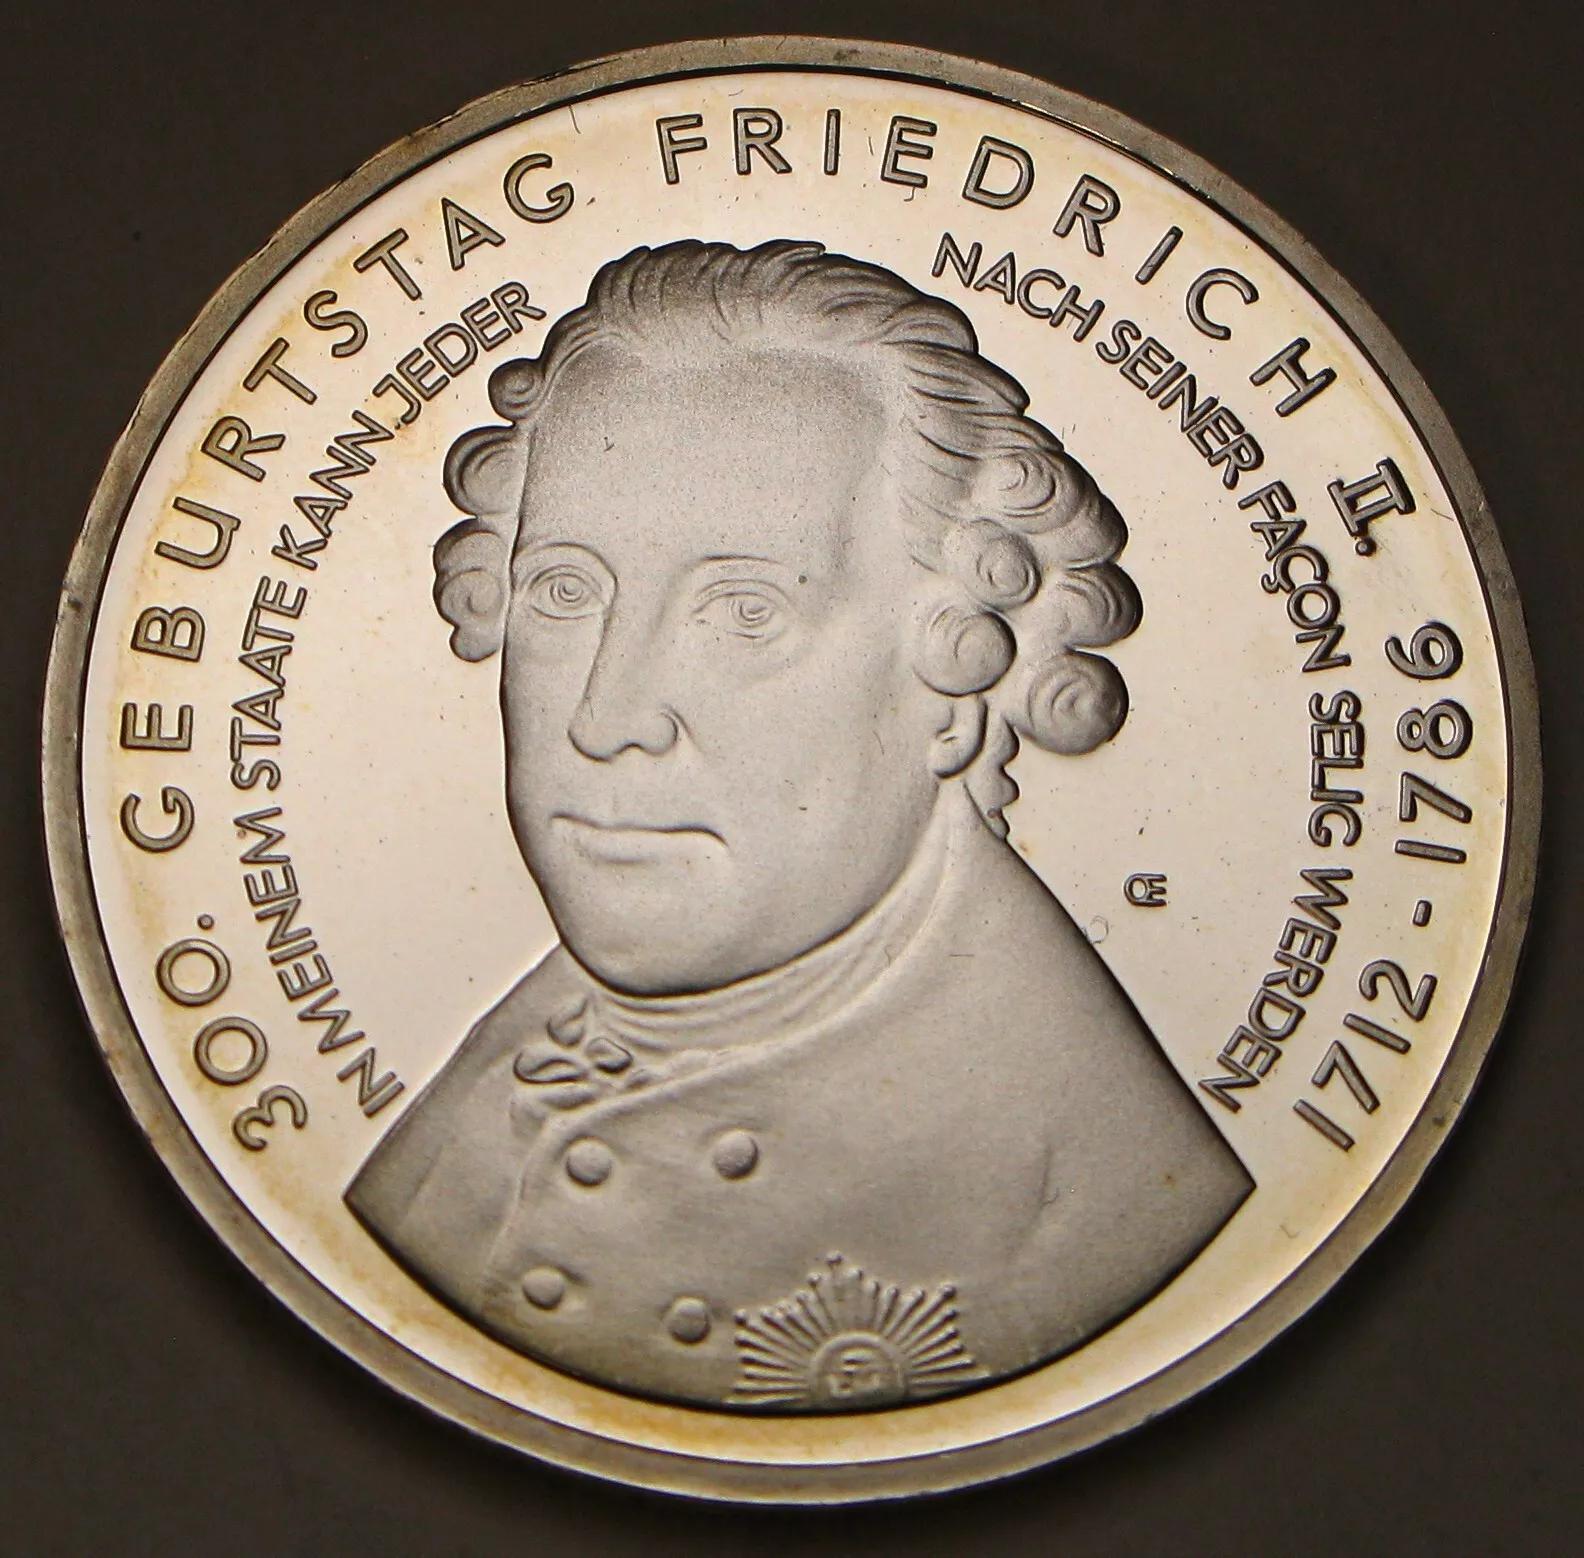 300. GEBURTSTAG FRIEDRICH II. 1712 - 1786
IN MEINEM STAATE KANN JEDER
NACH SEINER FAÇON SELIG WERDEN
Œ